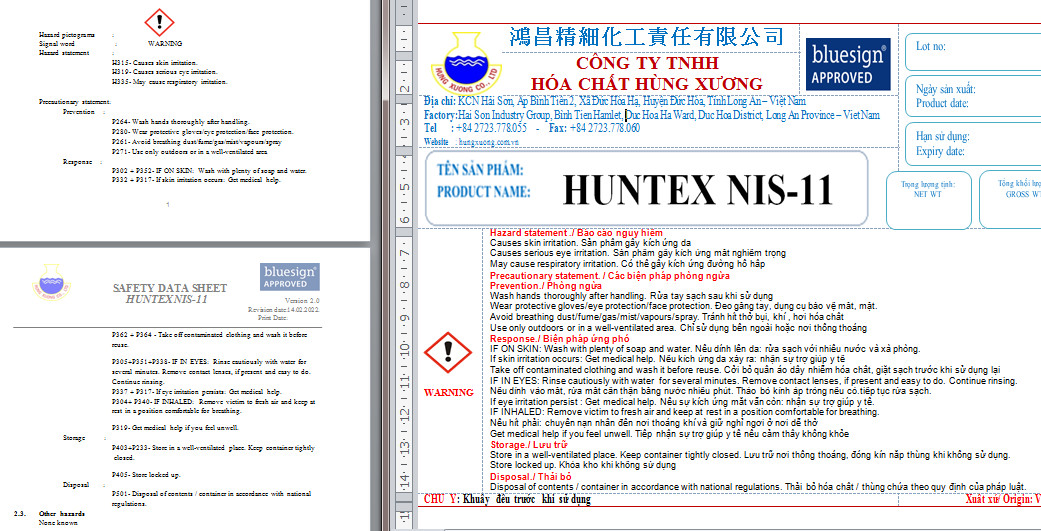 Hazard pictograms :
Signal word : WARNING
Hazard statement :
H315- Causes skin irritation.
H319- Causes serious eye irritation.
H335- May cause respiratory irritation.
Precautionary statement:
Prevention :
P264- Wash hands thoroughly after handling.
P280- Wear protective gloves/eye protection/face protection.
P261- Avoid breathing dust/fume/gas/mist/vapours/spray
P271- Use only outdoors or in a well-ventilated area
Response :
P302 + P352- IF ON SKIN: Wash with plenty of soap and water.
P332 + P317- If skin irritation occurs: Get medical help.
HUNG XUONG CO., LTD
SAFETY DATA SHEET
HUNTEX NIS-11
bluesign®
APPROVED
Version 2.0
Revision date:14.02.2022
Print Date:
P362 + P364 - Take off contaminated clothing and wash it before
reuse.
P305+P351+P338- IF IN EYES: Rinse cautiously with water for
several minutes. Remove contact lenses, if present and easy to do.
Continue rinsing.
P337 + P317- If eye irritation persists: Get medical help.
P304+ P340- IF INHALED: Remove victim to fresh air and keep at
rest in a position comfortable for breathing.
P319- Get medical help if you feel unwell.
Storage :
P403+P233- Store in a well-ventilated place. Keep container tightly
closed.
P405- Store locked up.
Disposal :
P501- Disposal of contents / container in accordance with national
regulations.
2.3. Other hazards
None known
HUNG XUONG CO., LTD
鴻昌精細化工責任有限公司
CÔNG TY TNHH
HÓA CHẤT HÙNG XƯƠNG
bluesign®
APPROVED
Địa chỉ: KCN Hải Sơn, Ấp Bình Tiền 2, Xã Đức Hòa Hạ, Huyện Đức Hòa, Tỉnh Long An – Việt Nam
Factory:Hai Son Industry Group, Binh Tien Hamlet, Duc Hoa Ha Ward, Duc Hoa District, Long An Province – Viet Nam
Tel : +84 2723.778.055 - Fax: +84 2723.778.060
Website : hungxuong.com.vn
Lot no:
Ngày sản xuất:
Product date:
Hạn sử dụng:
Expiry date:
TÊN SẢN PHẨM:
PRODUCT NAME:
HUNTEX NIS-11
Trọng lượng tịnh:
NET WT
Tổng khối
GROSS
Hazard statement./ Báo cáo nguy hiểm
Causes skin irritation. Sản phẩm gây kích ứng da
Causes serious eye irritation. Sản phẩm gây kích ứng mắt nghiêm trọng
May cause respiratory irritation. Có thể gây kích ứng đường hô hấp
Precautionary statement. / Các biện pháp phòng ngừa
Prevention./ Phòng ngừa
Wash hands thoroughly after handling. Rửa tay sạch sau khi sử dụng
Wear protective gloves/eye protection/face protection. Đeo găng tay, dụng cụ bảo vệ mắt, mặt.
Avoid breathing dust/fume/gas/mist/vapours/spray. Tránh hít thở bụi, khí , hơi hóa chất
Use only outdoors or in a well-ventilated area. Chỉ sử dụng bên ngoài hoặc nơi thông thoáng
Response./ Biện pháp ứng phó
IF ON SKIN: Wash with plenty of soap and water. Nếu dính lên da: rửa sạch với nhiều nước và xà phòng.
If skin irritation occurs: Get medical help. Nếu kích ứng da xảy ra: nhận sự trợ giúp y tế
Take off contaminated clothing and wash it before reuse. Cởi bỏ quần áo dây nhiễm hóa chất, giặt sạch trước khi sử dụng lại
IF IN EYES: Rinse cautiously with water for several minutes. Remove contact lenses, if present and easy to do. Continue rinsing.
Nếu dính vào mắt, rửa mắt cẩn thận bằng nước nhiều phút. Tháo bỏ kính áp tròng nếu có.tiếp tục rửa sạch.
If eye irritation persist : Get medical help. Nếu sự kích ứng mắt vẫn còn: nhận sự trợ giúp y tế.
IF INHALED: Remove victim to fresh air and keep at rest in a position comfortable for breathing.
Nếu hít phải: chuyển nạn nhân đến nơi thoáng khí và giữ nghỉ ngơi ở nơi dễ thở
Get medical help if you feel unwell. Tiếp nhận sự trợ giúp y tế nếu cảm thấy không khỏe
Storage./ Lưu trữ
Store in a well-ventilated place. Keep container tightly closed. Lưu trữ nơi thông thoáng, đóng kín nắp thùng khi không sử dụng.
Store locked up. Khóa kho khi không sử dụng
Disposal./ Thải bỏ
Disposal of contents / container in accordance with national regulations. Thải bỏ hóa chất / thùng chứa theo quy định của pháp luật.
WARNING
CHÚ Ý: Khuấy đều trước khi sử dụng
Xuất xứ Origin: